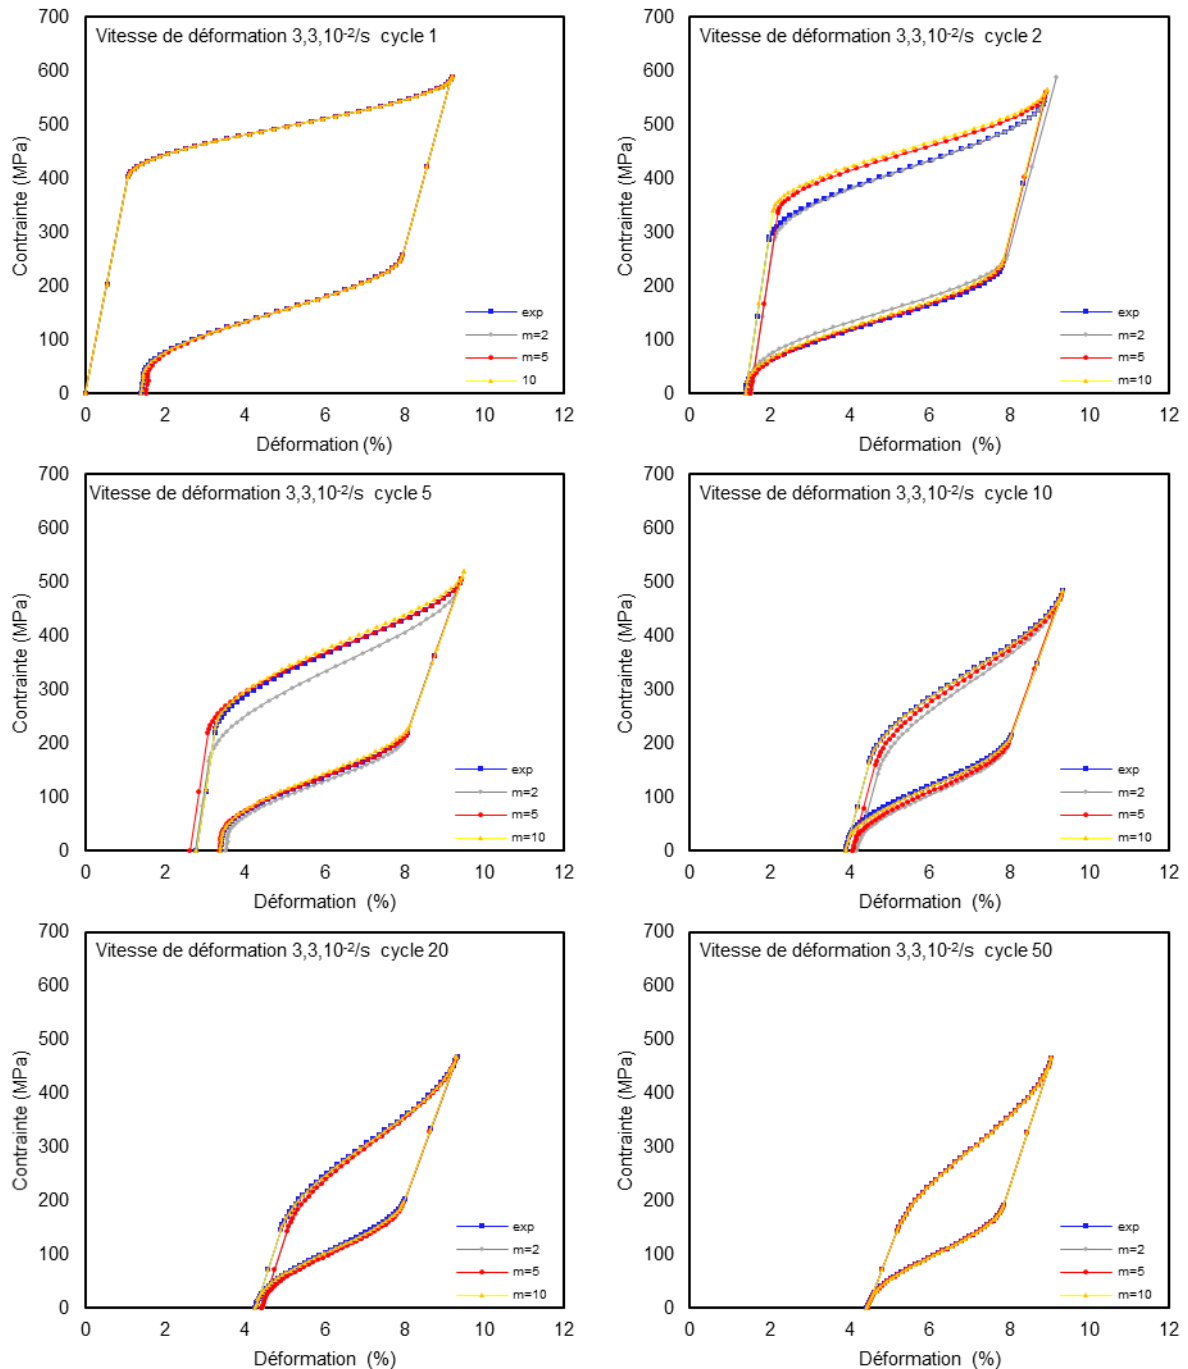 Vitesse de déformation 3,3,10⁻²/s cycle 1
Contrainte (MPa)
700
600
500
400
300
200
100
0
exp
m=2
m=5
10
0 2 4 6 8 10 12
Déformation (%)
Vitesse de déformation 3,3,10⁻²/s cycle 2
Contrainte (MPa)
700
600
500
400
300
200
100
0
exp
m=2
m=5
m=10
0 2 4 6 8 10 12
Déformation (%)
Vitesse de déformation 3,3,10⁻²/s cycle 5
Contrainte (MPa)
700
600
500
400
300
200
100
0
exp
m=2
m=5
m=10
0 2 4 6 8 10 12
Déformation (%)
Vitesse de déformation 3,3,10⁻²/s cycle 10
Contrainte (MPa)
700
600
500
400
300
200
100
0
exp
m=2
m=5
m=10
0 2 4 6 8 10 12
Déformation (%)
Vitesse de déformation 3,3,10⁻²/s cycle 20
Contrainte (MPa)
700
600
500
400
300
200
100
0
exp
m=2
m=5
m=10
0 2 4 6 8 10 12
Déformation (%)
Vitesse de déformation 3,3,10⁻²/s cycle 50
Contrainte (MPa)
700
600
500
400
300
200
100
0
exp
m=2
m=5
m=10
0 2 4 6 8 10 12
Déformation (%)